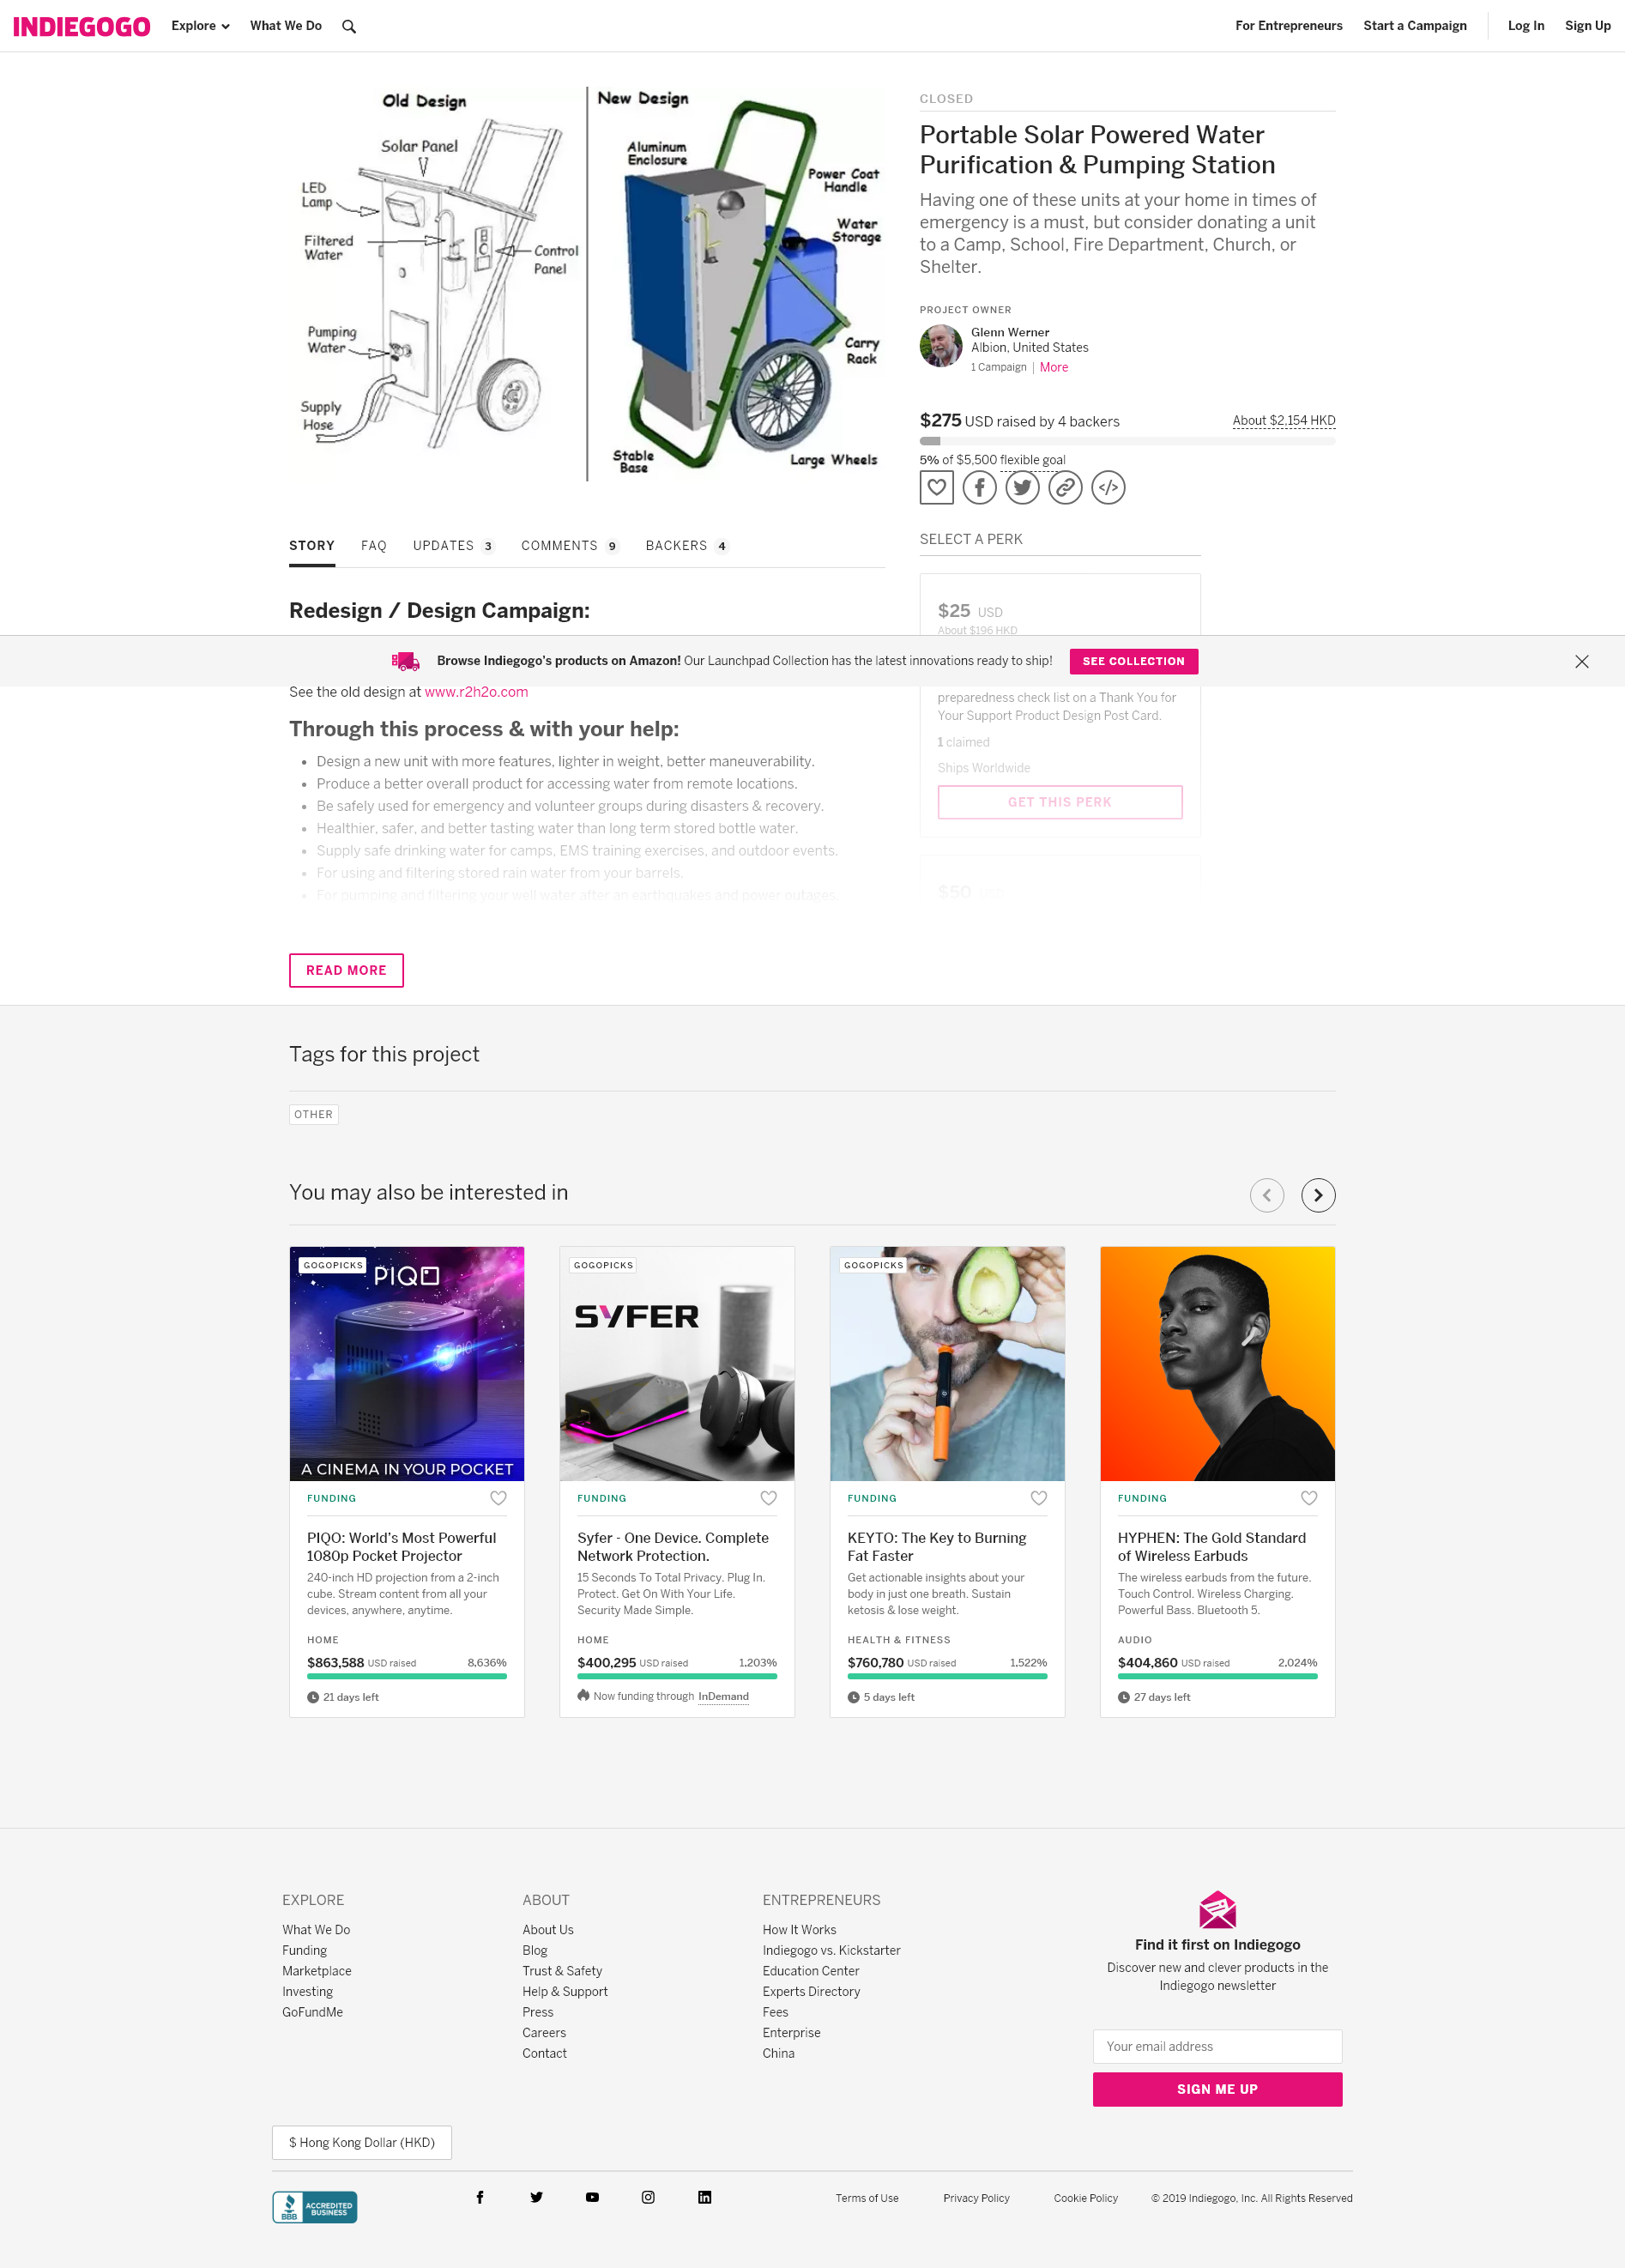 INDIEGOGO
Explore
What We Do
For Entrepreneurs
Start a Campaign
Log In
Sign Up
Old Design
Solar Panel
LED
Lamp
Filtered
Water
Control
Panel
Pumping
Water
Supply
Hose
New Design
Aluminum
Enclosure
Power Coat
Handle
Water
Storage
Carry
Rack
Stable
Base
Large Wheels
CLOSED
Portable Solar Powered Water
Purification & Pumping Station
Having one of these units at your home in times of
emergency is a must, but consider donating a unit
to a Camp, School, Fire Department, Church, or
Shelter.
PROJECT OWNER
Glenn Werner
Albion, United States
1 Campaign | More
$275 USD raised by 4 backers
About $2,154 HKD
5% of $5,500 flexible goal
STORY
FAQ
UPDATES 3
COMMENTS 9
BACKERS 4
SELECT A PERK
Redesign / Design Campaign:
$25 USD
About $196 HKD
Browse Indiegogo's products on Amazon! Our Launchpad Collection has the latest innovations ready to ship!
SEE COLLECTION
See the old design at www.r2h2o.com
Through this process & with your help:
Design a new unit with more features, lighter in weight, better maneuverability.
Produce a better overall product for accessing water from remote locations.
Be safely used for emergency and volunteer groups during disasters & recovery.
Healthier, safer, and better tasting water than long term stored bottle water.
Supply safe drinking water for camps, EMS training exercises, and outdoor events.
For using and filtering stored rain water from your barrels.
For pumping and filtering your well water after an earthquakes and power outages.
preparedness check list on a Thank You for
Your Support Product Design Post Card.
1 claimed
Ships Worldwide
GET THIS PERK
$50 USD
READ MORE
Tags for this project
OTHER
You may also be interested in
GOGOPICKS
PIQO
A CINEMA IN YOUR POCKET
FUNDING
PIQO: World's Most Powerful
1080p Pocket Projector
240-inch HD projection from a 2-inch
cube. Stream content from all your
devices, anywhere, anytime.
HOME
$863,588 USD raised
8,636%
21 days left
GOGOPICKS
SYFER
FUNDING
Syfer - One Device. Complete
Network Protection.
15 Seconds To Total Privacy. Plug In.
Protect. Get On With Your Life.
Security Made Simple.
HOME
$400,295 USD raised
1,203%
Now funding through InDemand
GOGOPICKS
FUNDING
KEYTO: The Key to Burning
Fat Faster
Get actionable insights about your
body in just one breath. Sustain
ketosis & lose weight.
HEALTH & FITNESS
$760,780 USD raised
1,522%
5 days left
FUNDING
HYPHEN: The Gold Standard
of Wireless Earbuds
The wireless earbuds from the future.
Touch Control. Wireless Charging.
Powerful Bass. Bluetooth 5.
AUDIO
$404,860 USD raised
2,024%
27 days left
EXPLORE
What We Do
Funding
Marketplace
Investing
GoFundMe
ABOUT
About Us
Blog
Trust & Safety
Help & Support
Press
Careers
Contact
ENTREPRENEURS
How It Works
Indiegogo vs. Kickstarter
Education Center
Experts Directory
Fees
Enterprise
China
Find it first on Indiegogo
Discover new and clever products in the
Indiegogo newsletter
Your email address
SIGN ME UP
$ Hong Kong Dollar (HKD)
BBB
ACCREDITED
BUSINESS
Terms of Use
Privacy Policy
Cookie Policy
© 2019 Indiegogo, Inc. All Rights Reserved